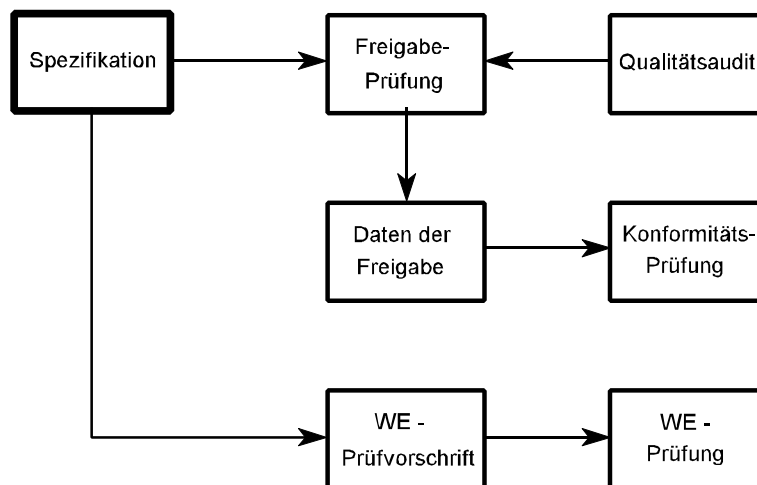 Spezifikation
Freigabe-
Prüfung
Qualitätsaudit
Daten der
Freigabe
Konformitäts-
Prüfung
WE -
Prüfvorschrift
WE -
Prüfung